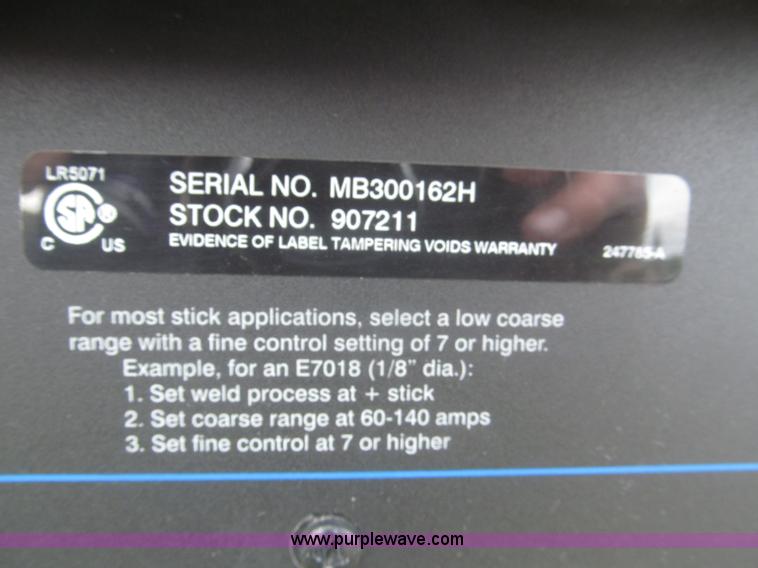 LR5071
SERIAL NO. MB300162H
STOCK NO. 907211
EVIDENCE OF LABEL TAMPERING VOIDS WARRANTY
247785-A
C SA ® US
For most stick applications, select a low coarse
range with a fine control setting of 7 or higher.
Example, for an E7018 (1/8" dia.):
1. Set weld process at + stick
2. Set coarse range at 60-140 amps
3. Set fine control at 7 or higher
www.purplewave.com